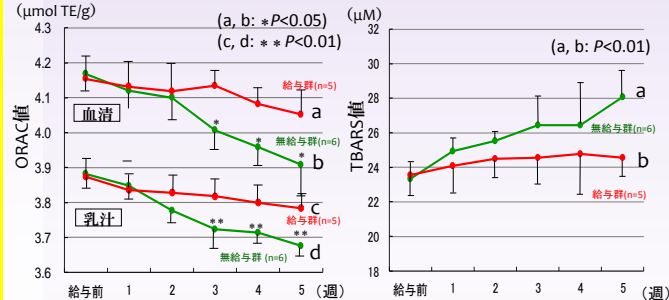 (μmol TE/g)
(a, b: *P<0.05)
(c, d: **P<0.01)
ORAC値
4.3
4.2
4.1
4.0
3.9
3.8
3.7
3.6
血清
給与群(n=5)
a
無給与群(n=6)
*
*
*
b
乳汁
c
給与群(n=5)
**
**
**
無給与群(n=6)
d
給与前 1 2 3 4 5 (週)
(μM)
(a, b: P<0.01)
TBARS値
32
30
28
26
24
22
20
18
a
無給与群(n=6)
b
給与群(n=5)
給与前 1 2 3 4 5 (週)